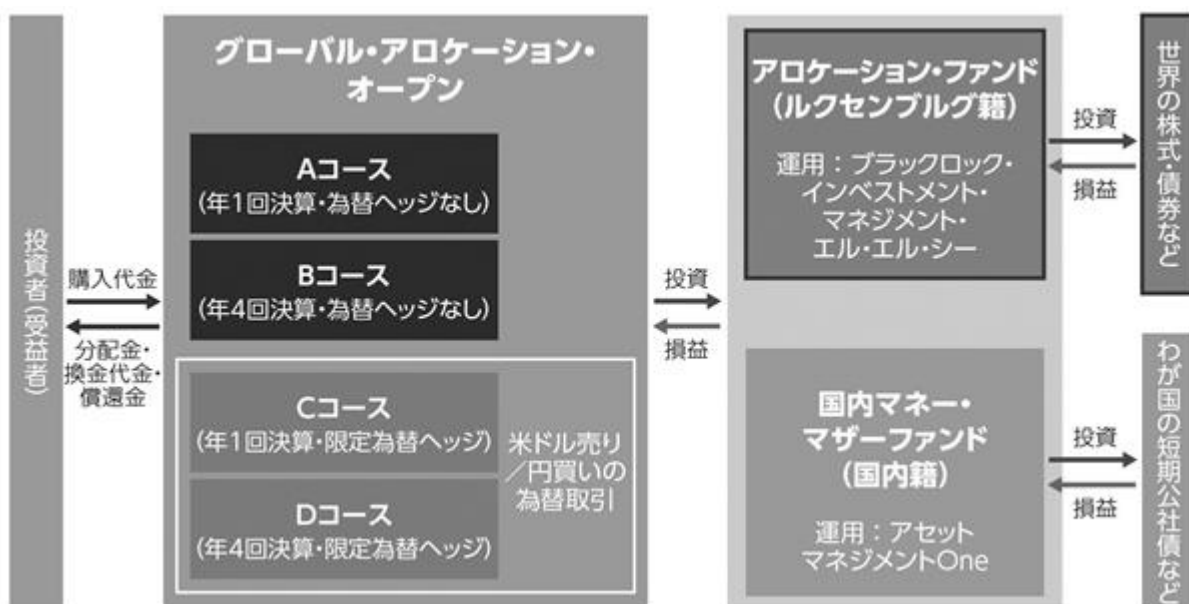 投資者(受益者)
購入代金
分配金・
換金代金・
償還金
グローバル・アロケーション・
オープン
Aコース
(年1回決算・為替ヘッジなし)
Bコース
(年4回決算・為替ヘッジなし)
Cコース
(年1回決算・限定為替ヘッジ)
Dコース
(年4回決算・限定為替ヘッジ)
米ドル売り
/円買いの
為替取引
投資
損益
アロケーション・ファンド
(ルクセンブルグ籍)
運用:ブラックロック・
インベストメント・
マネジメント・
エル・エル・シー
国内マネー・
マザーファンド
(国内籍)
運用:アセット
マネジメントOne
投資
損益
世界の株式・債券など
投資
損益
わが国の短期公社債など